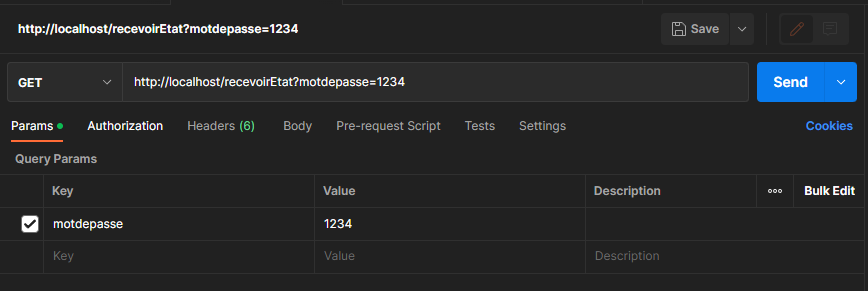 http://localhost/recevoirEtat?motdepasse=1234 Save
GET http://localhost/recevoirEtat?motdepasse=1234 Send
Params Authorization Headers (6) Body Pre-request Script Tests Settings Cookies
Query Params
Key Value Description Bulk Edit
motdepasse 1234
Key Value Description